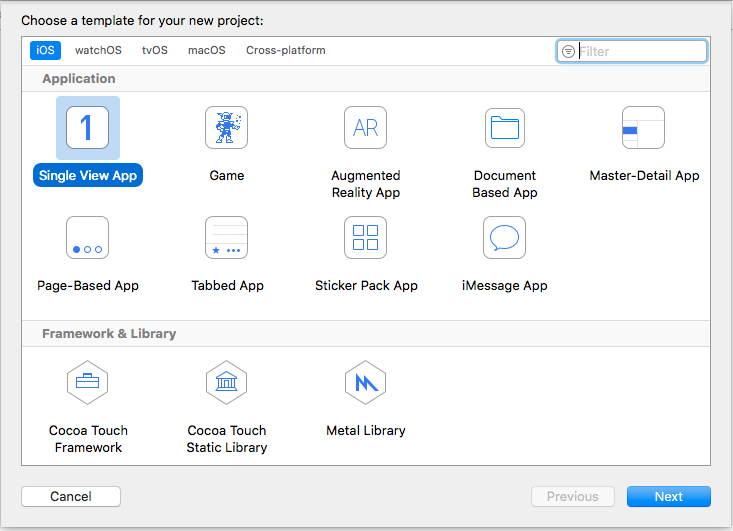 Choose a template for your new project:
iOS watchOS tvOS macOS Cross-platform Filter
Application
1 AR
Single View App Game Augmented Document Master-Detail App
Reality App Based App
Page-Based App Tabbed App Sticker Pack App iMessage App
Framework & Library
Cocoa Touch Cocoa Touch Metal Library
Framework Static Library
Cancel Previous Next